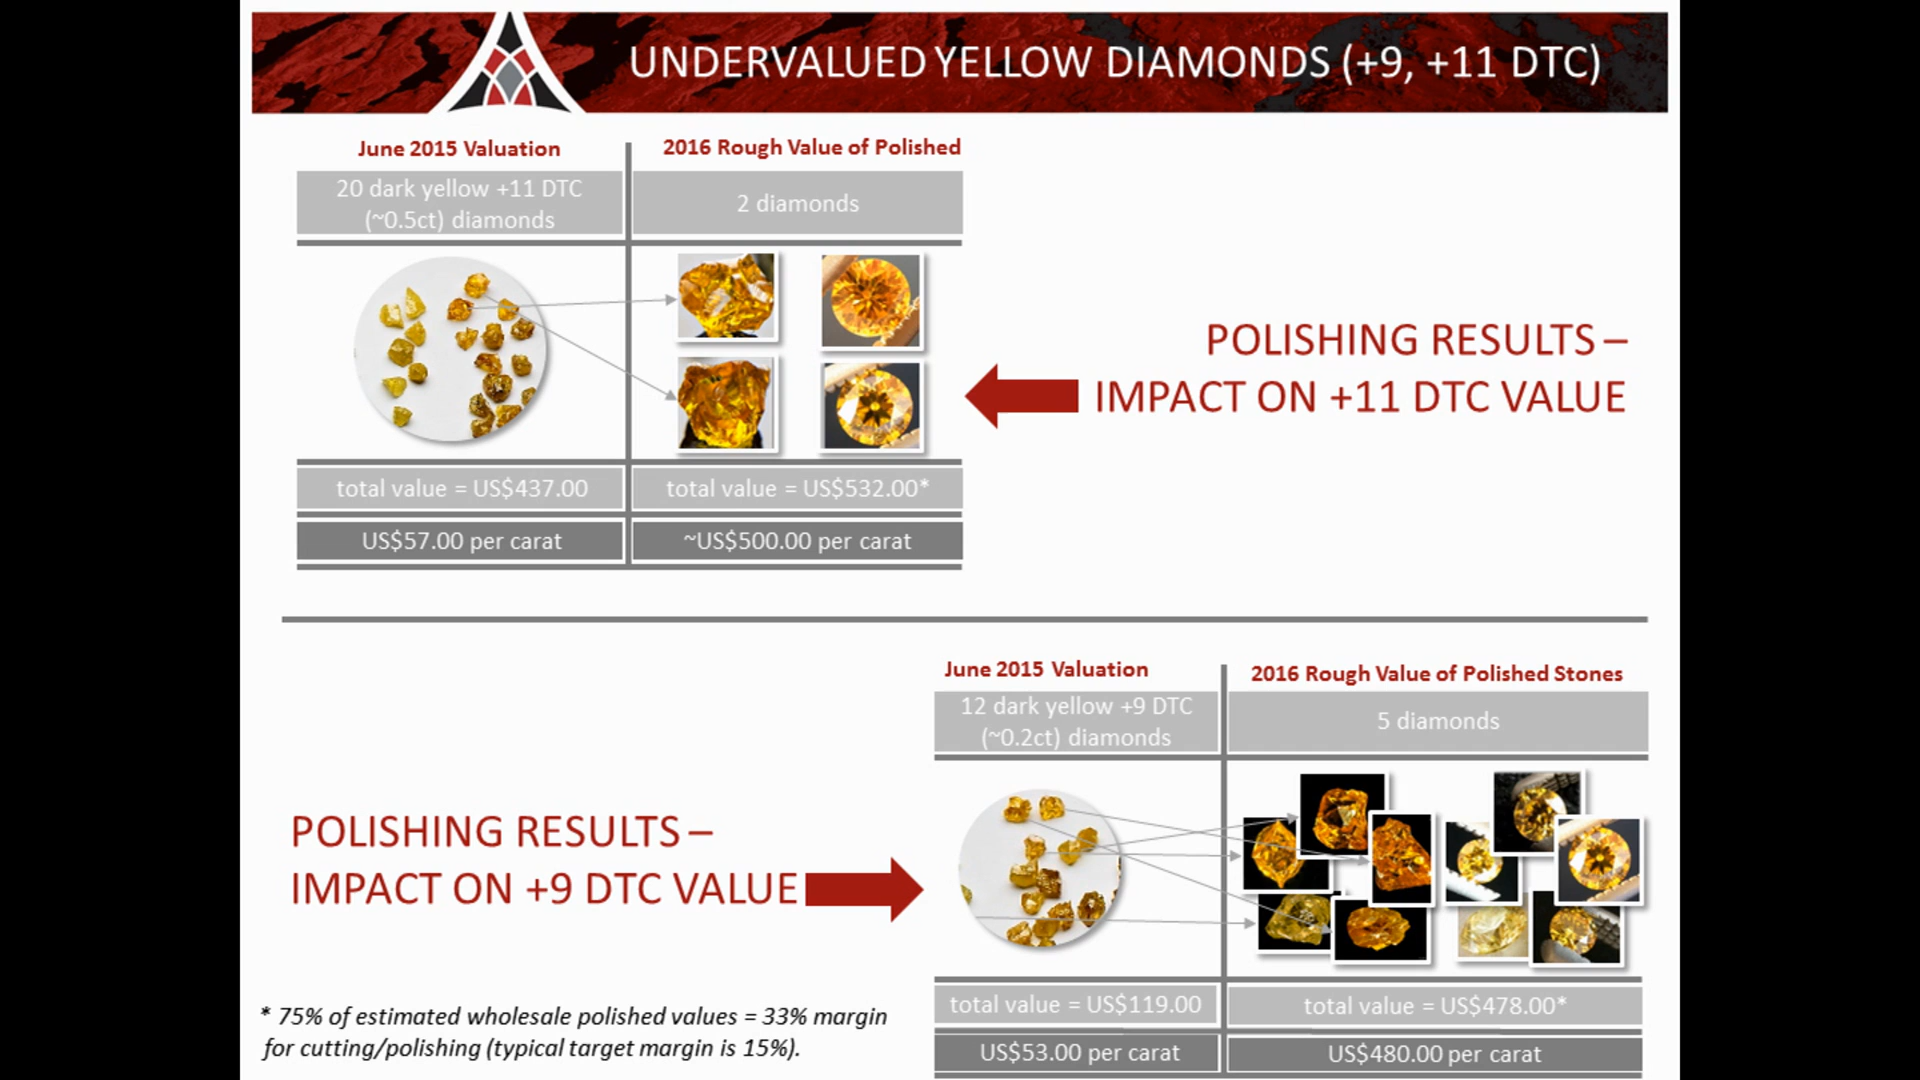 UNDERVALUED YELLOW DIAMONDS (+9, +11 DTC)
June 2015 Valuation
2016 Rough Value of Polished
20 dark yellow +11 DTC
(~0.5ct) diamonds
2 diamonds
total value = US$437.00
total value = US$532.00*
US$57.00 per carat
~US$500.00 per carat
POLISHING RESULTS –
IMPACT ON +11 DTC VALUE
June 2015 Valuation
2016 Rough Value of Polished Stones
12 dark yellow +9 DTC
(~0.2ct) diamonds
5 diamonds
POLISHING RESULTS –
IMPACT ON +9 DTC VALUE
total value = US$119.00
total value = US$478.00*
US$53.00 per carat
US$480.00 per carat
* 75% of estimated wholesale polished values = 33% margin
for cutting/polishing (typical target margin is 15%).